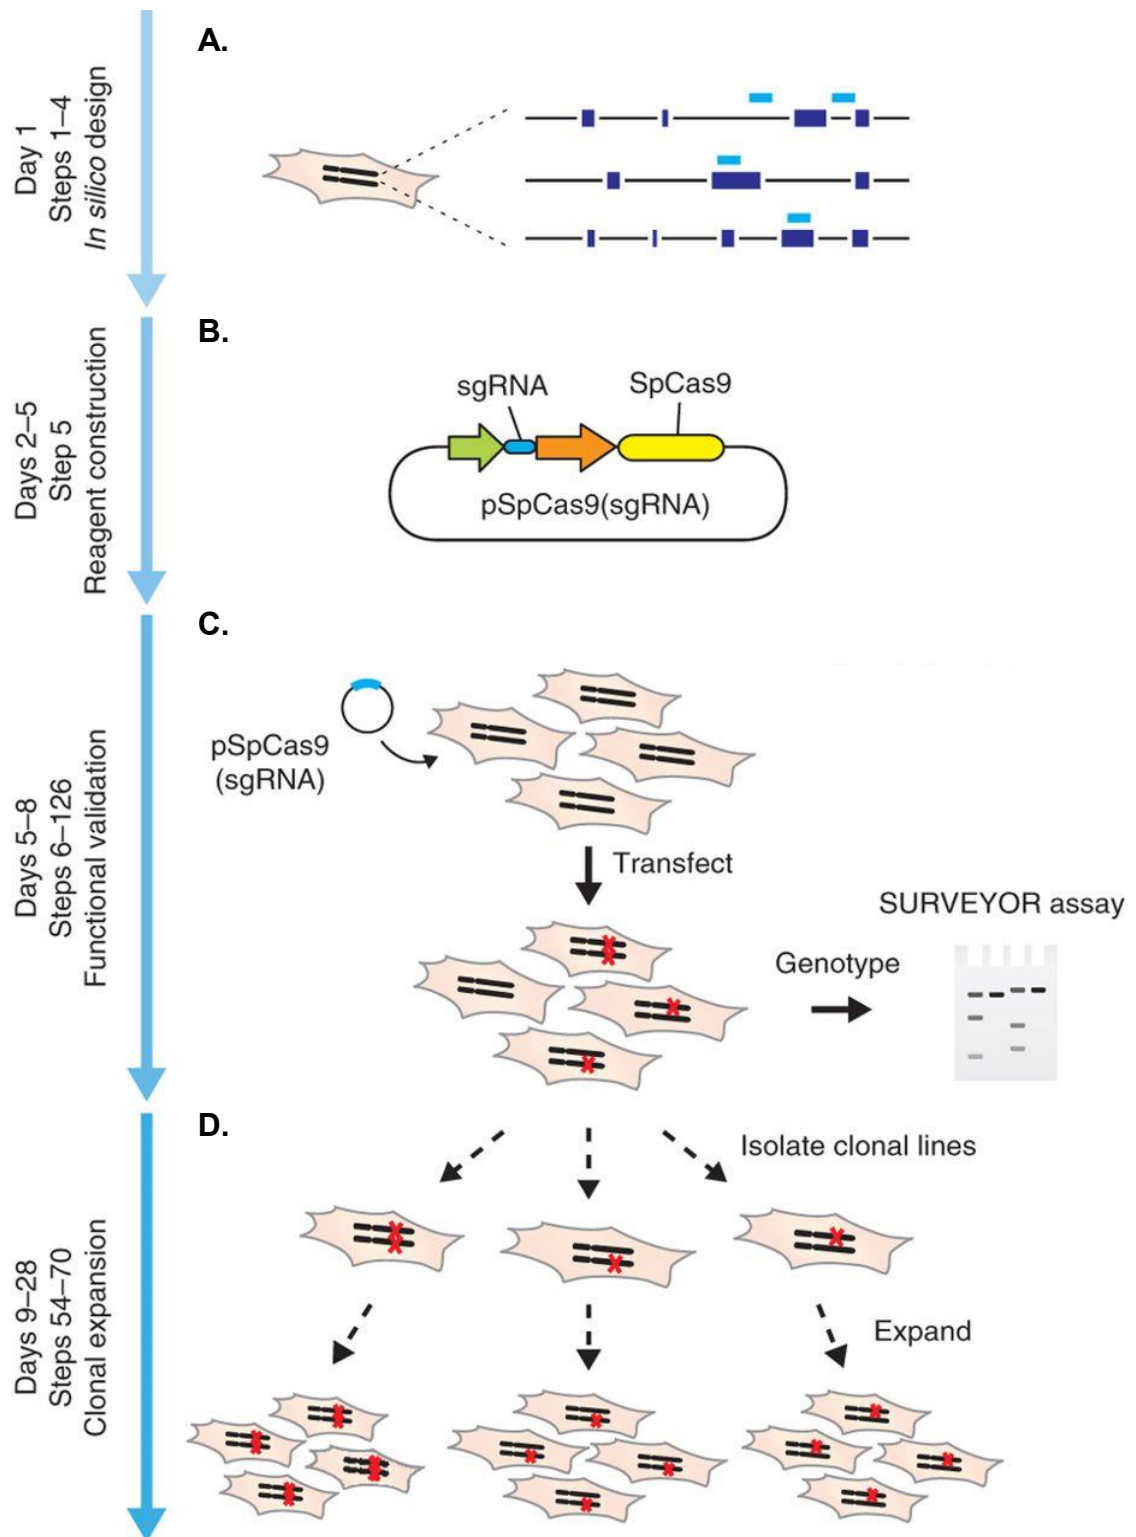 A.
Day 1
Steps 1–4
In silico design
B.
Days 2–5
Step 5
Reagent construction
sgRNA
SpCas9
pSpCas9(sgRNA)
C.
Days 5–8
Steps 6–126
Functional validation
pSpCas9
(sgRNA)
Transfect
SURVEYOR assay
Genotype
D.
Days 9–28
Steps 54–70
Clonal expansion
Isolate clonal lines
Expand